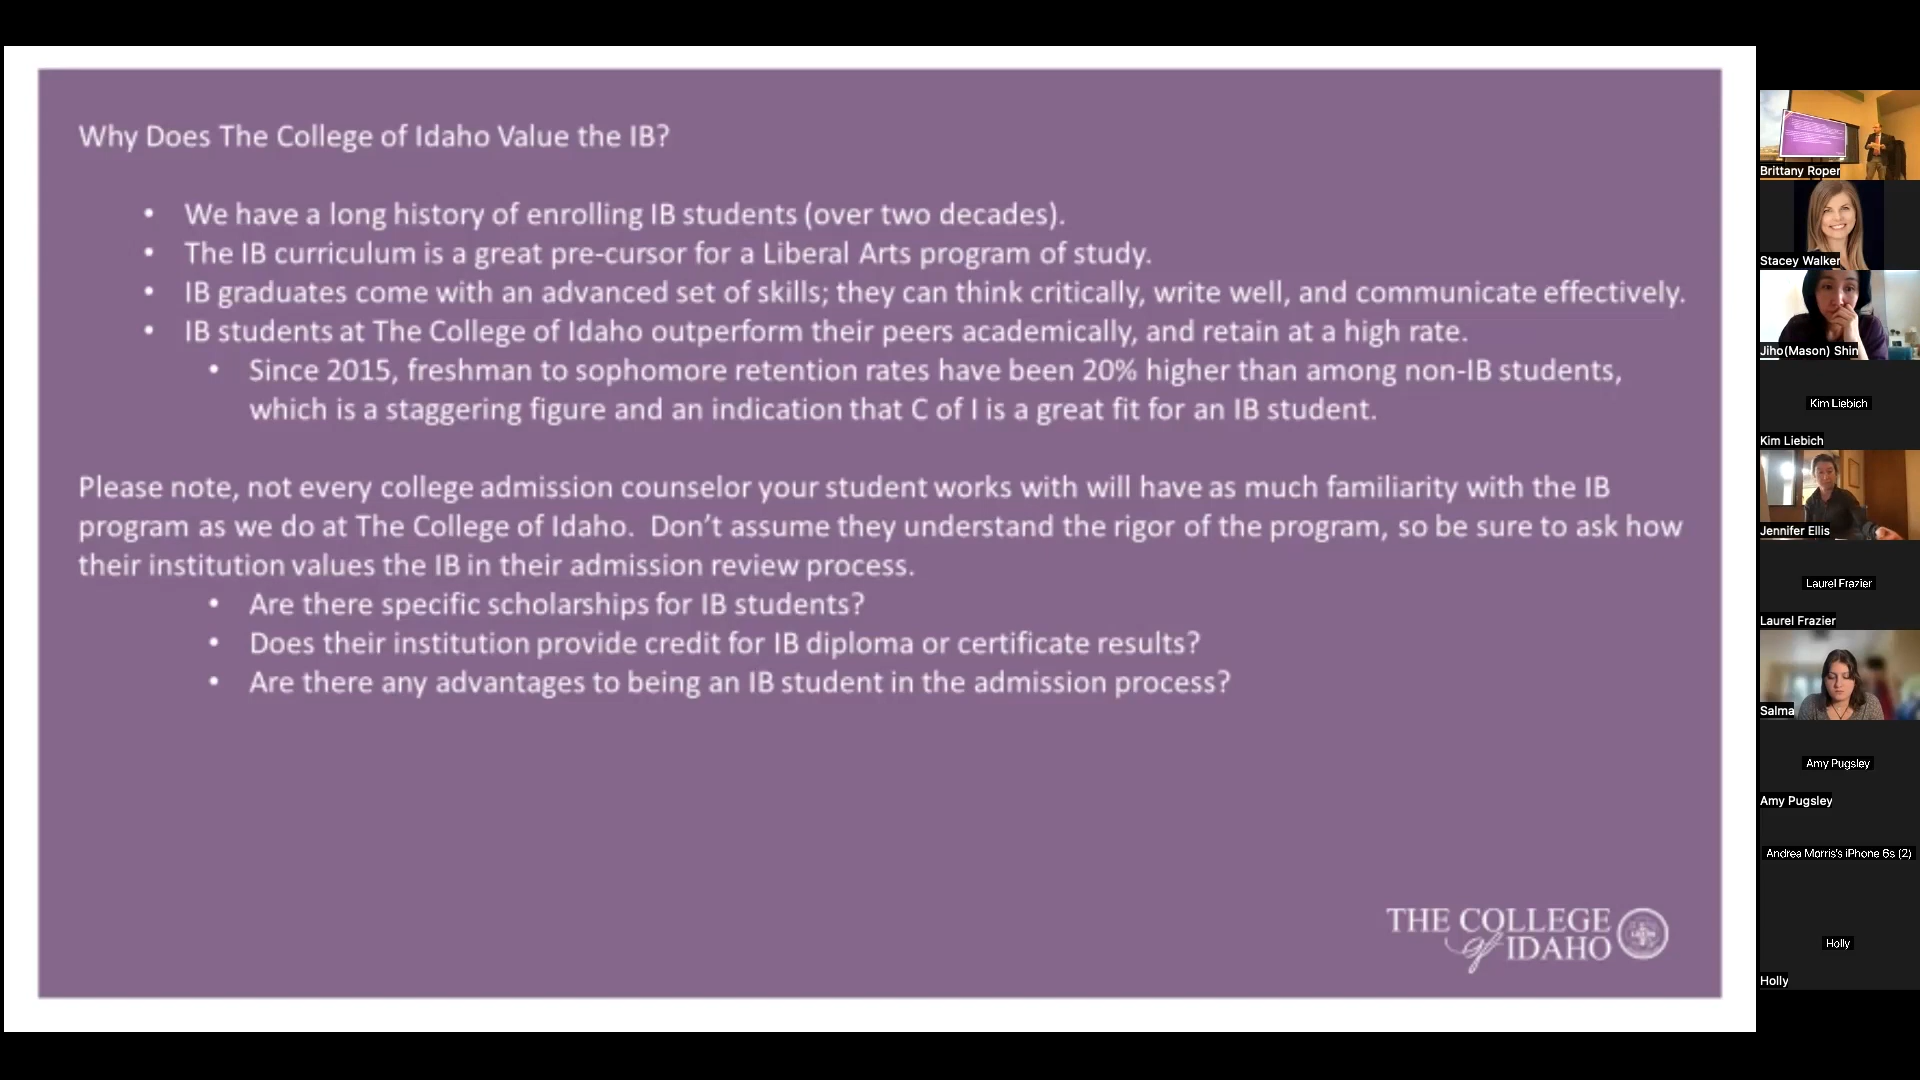 Why Does The College of Idaho Value the IB?
• We have a long history of enrolling IB students (over two decades).
• The IB curriculum is a great pre-cursor for a Liberal Arts program of study.
• IB graduates come with an advanced set of skills; they can think critically, write well, and communicate effectively.
• IB students at The College of Idaho outperform their peers academically, and retain at a high rate.
• Since 2015, freshman to sophomore retention rates have been 20% higher than among non-IB students,
which is a staggering figure and an indication that C of I is a great fit for an IB student.
Please note, not every college admission counselor your student works with will have as much familiarity with the IB
program as we do at The College of Idaho.  Don’t assume they understand the rigor of the program, so be sure to ask how
their institution values the IB in their admission review process.
• Are there specific scholarships for IB students?
• Does their institution provide credit for IB diploma or certificate results?
• Are there any advantages to being an IB student in the admission process?
THE COLLEGE
of IDAHO
Brittany Roper
Stacey Walker
Jiho(Mason) Shin
Kim Liebich
Kim Liebich
Jennifer Ellis
Laurel Frazier
Laurel Frazier
Salma
Amy Pugsley
Amy Pugsley
Andrea Morris's iPhone 6s (2)
Holly
Holly